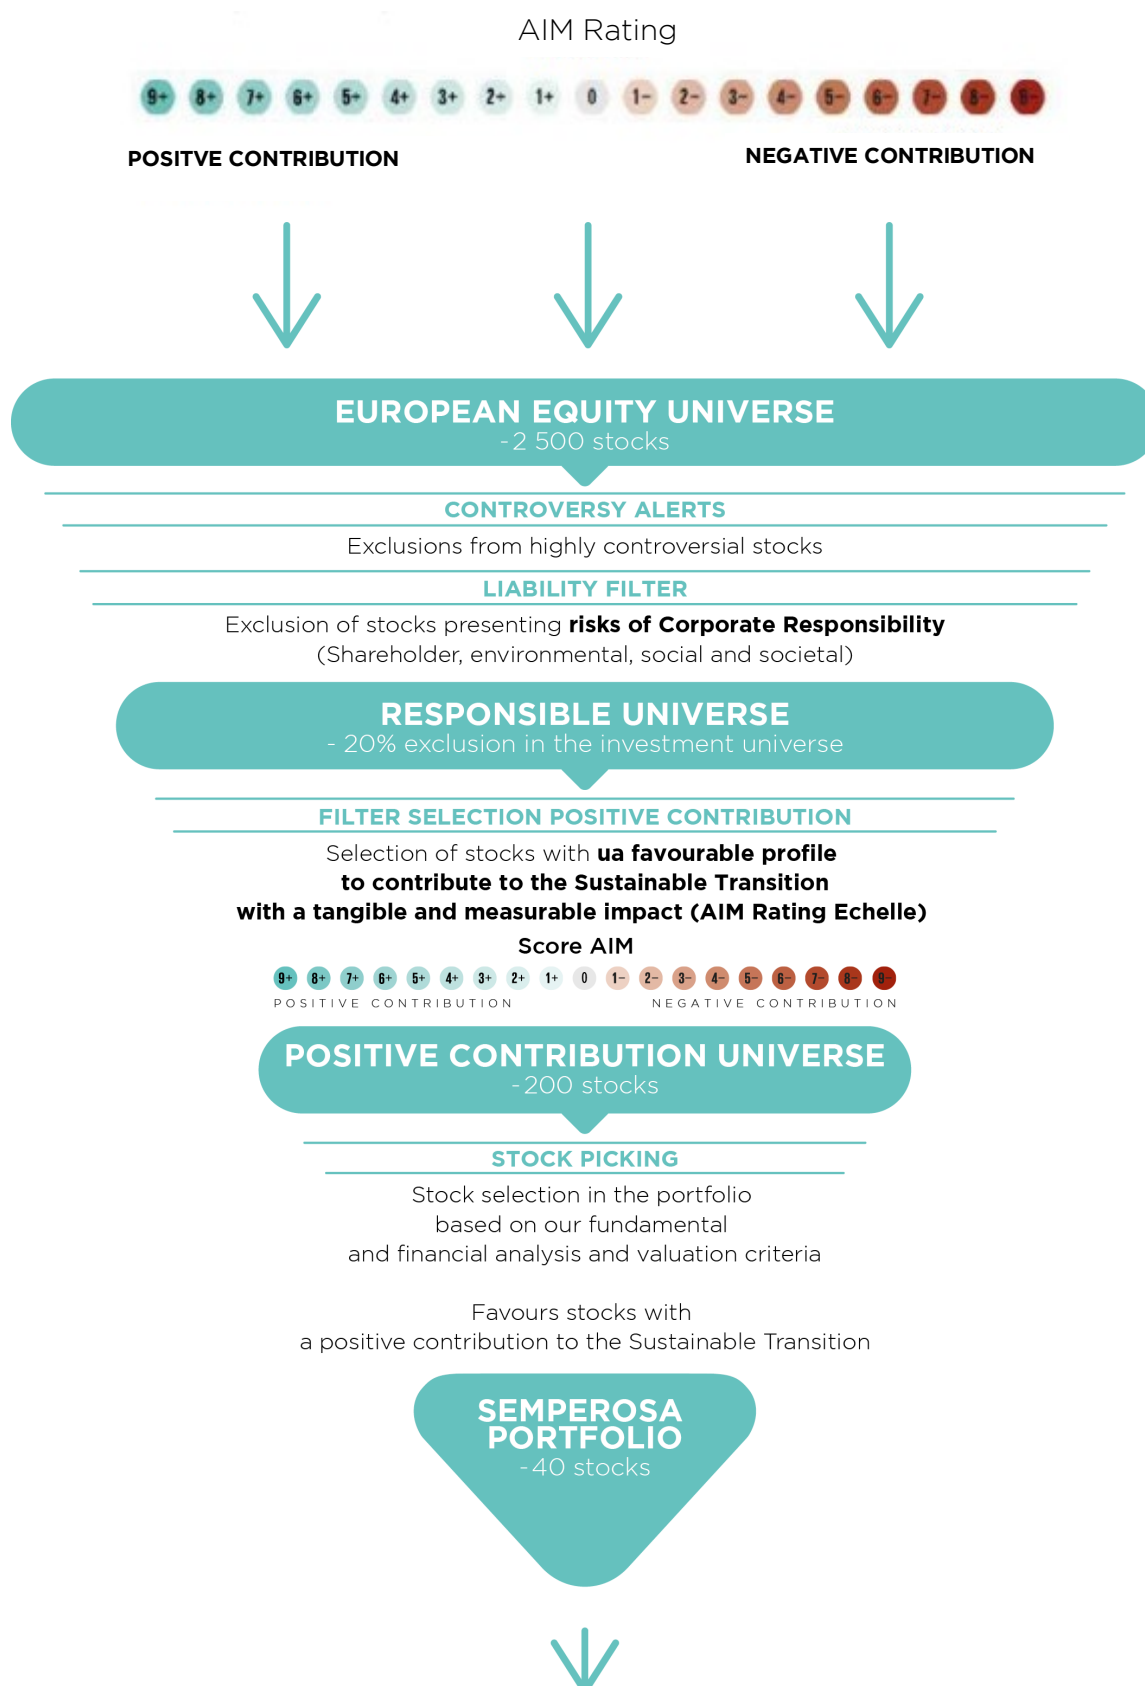 AIM Rating
9+ 8+ 7+ 6+ 5+ 4+ 3+ 2+ 1+ 0 1- 2- 3- 4- 5- 6- 7- 8- 9-
POSITVE CONTRIBUTION
NEGATIVE CONTRIBUTION
EUROPEAN EQUITY UNIVERSE
~2 500 stocks
CONTROVERSY ALERTS
Exclusions from highly controversial stocks
LIABILITY FILTER
Exclusion of stocks presenting risks of Corporate Responsibility
(Shareholder, environmental, social and societal)
RESPONSIBLE UNIVERSE
~ 20% exclusion in the investment universe
FILTER SELECTION POSITIVE CONTRIBUTION
Selection of stocks with ua favourable profile
to contribute to the Sustainable Transition
with a tangible and measurable impact (AIM Rating Echelle)
Score AIM
9+ 8+ 7+ 6+ 5+ 4+ 3+ 2+ 1+ 0 1- 2- 3- 4- 5- 6- 7- 8- 9-
POSITIVE CONTRIBUTION
NEGATIVE CONTRIBUTION
POSITIVE CONTRIBUTION UNIVERSE
~200 stocks
STOCK PICKING
Stock selection in the portfolio
based on our fundamental
and financial analysis and valuation criteria
Favours stocks with
a positive contribution to the Sustainable Transition
SEMPEROSA
PORTFOLIO
~40 stocks